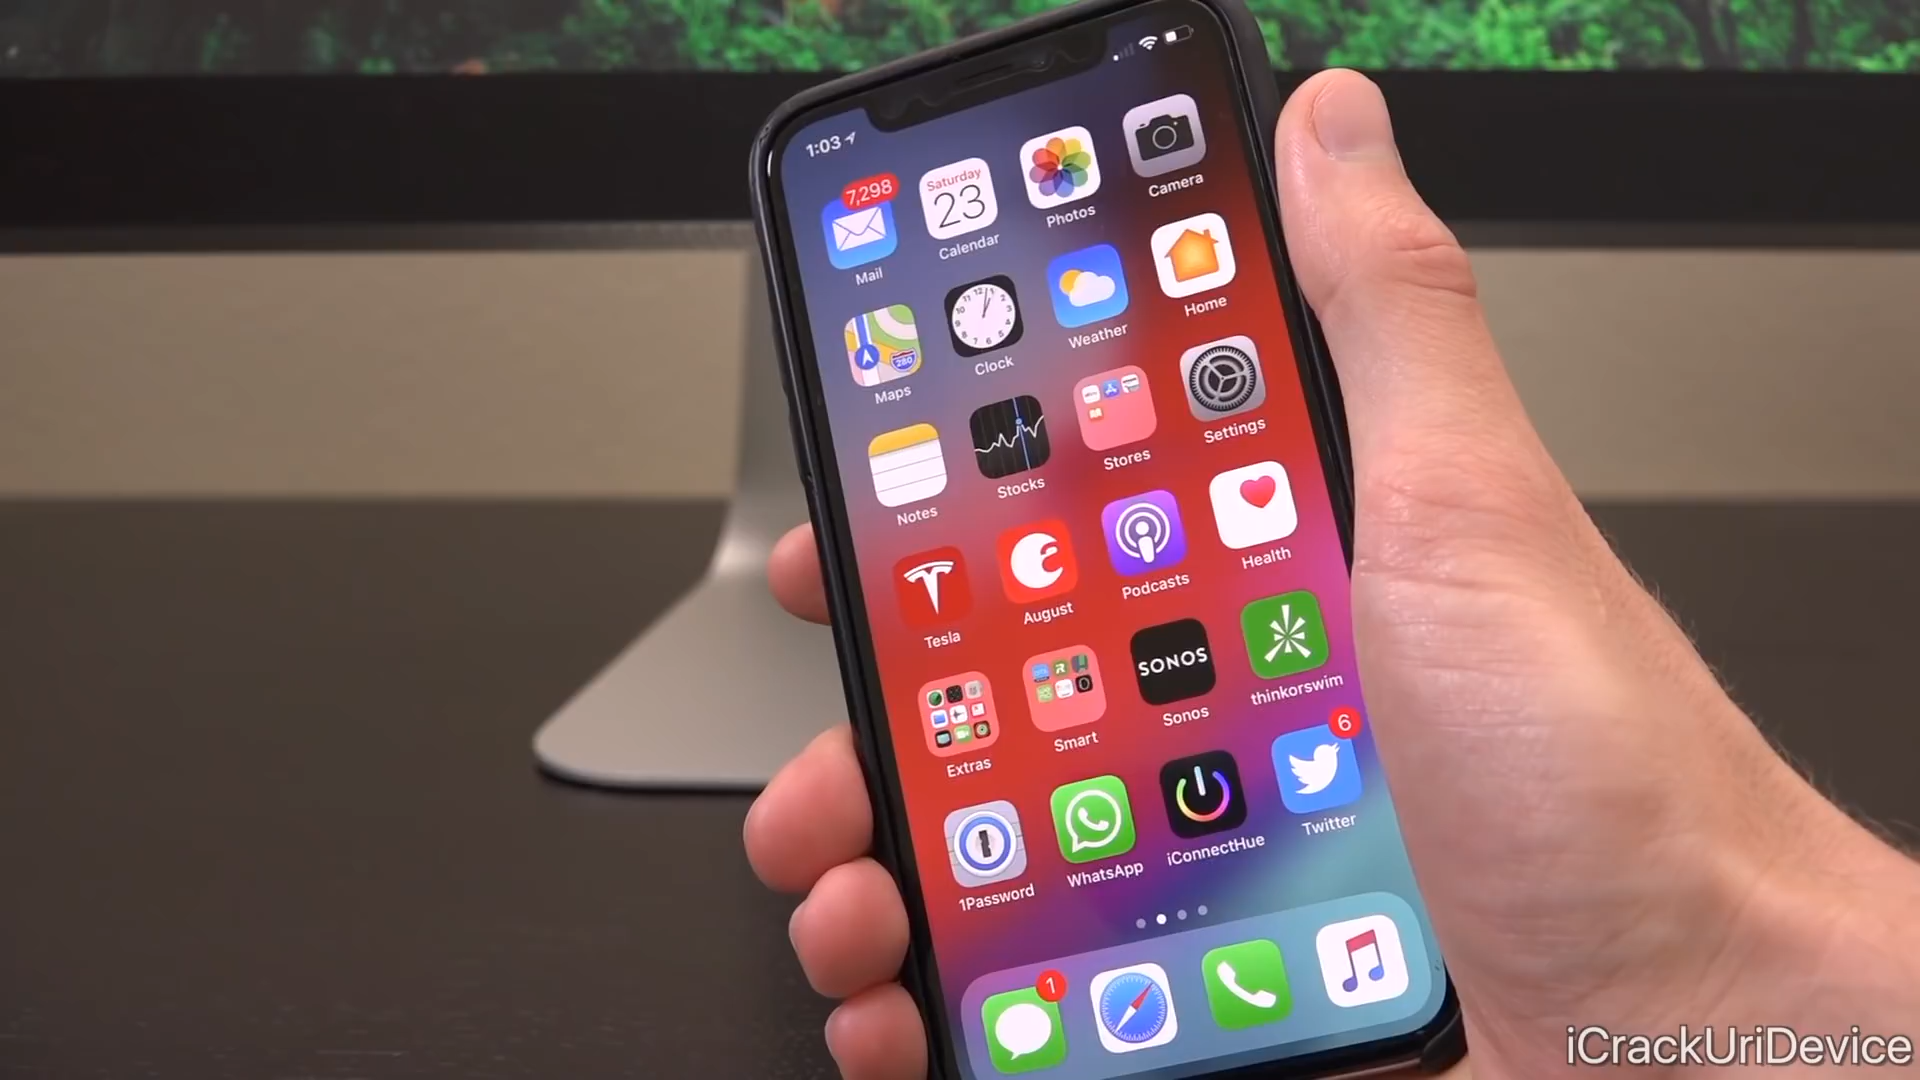 1:03
7,298
Mail
Saturday
23
Calendar
Photos
Camera
Maps
280
Clock
Weather
Home
Notes
Stocks
Stores
Settings
Tesla
August
Podcasts
Health
Extras
Smart
SONOS
Sonos
thinkorswim
1Password
WhatsApp
iConnectHue
6
Twitter
1
iCrackUriDevice